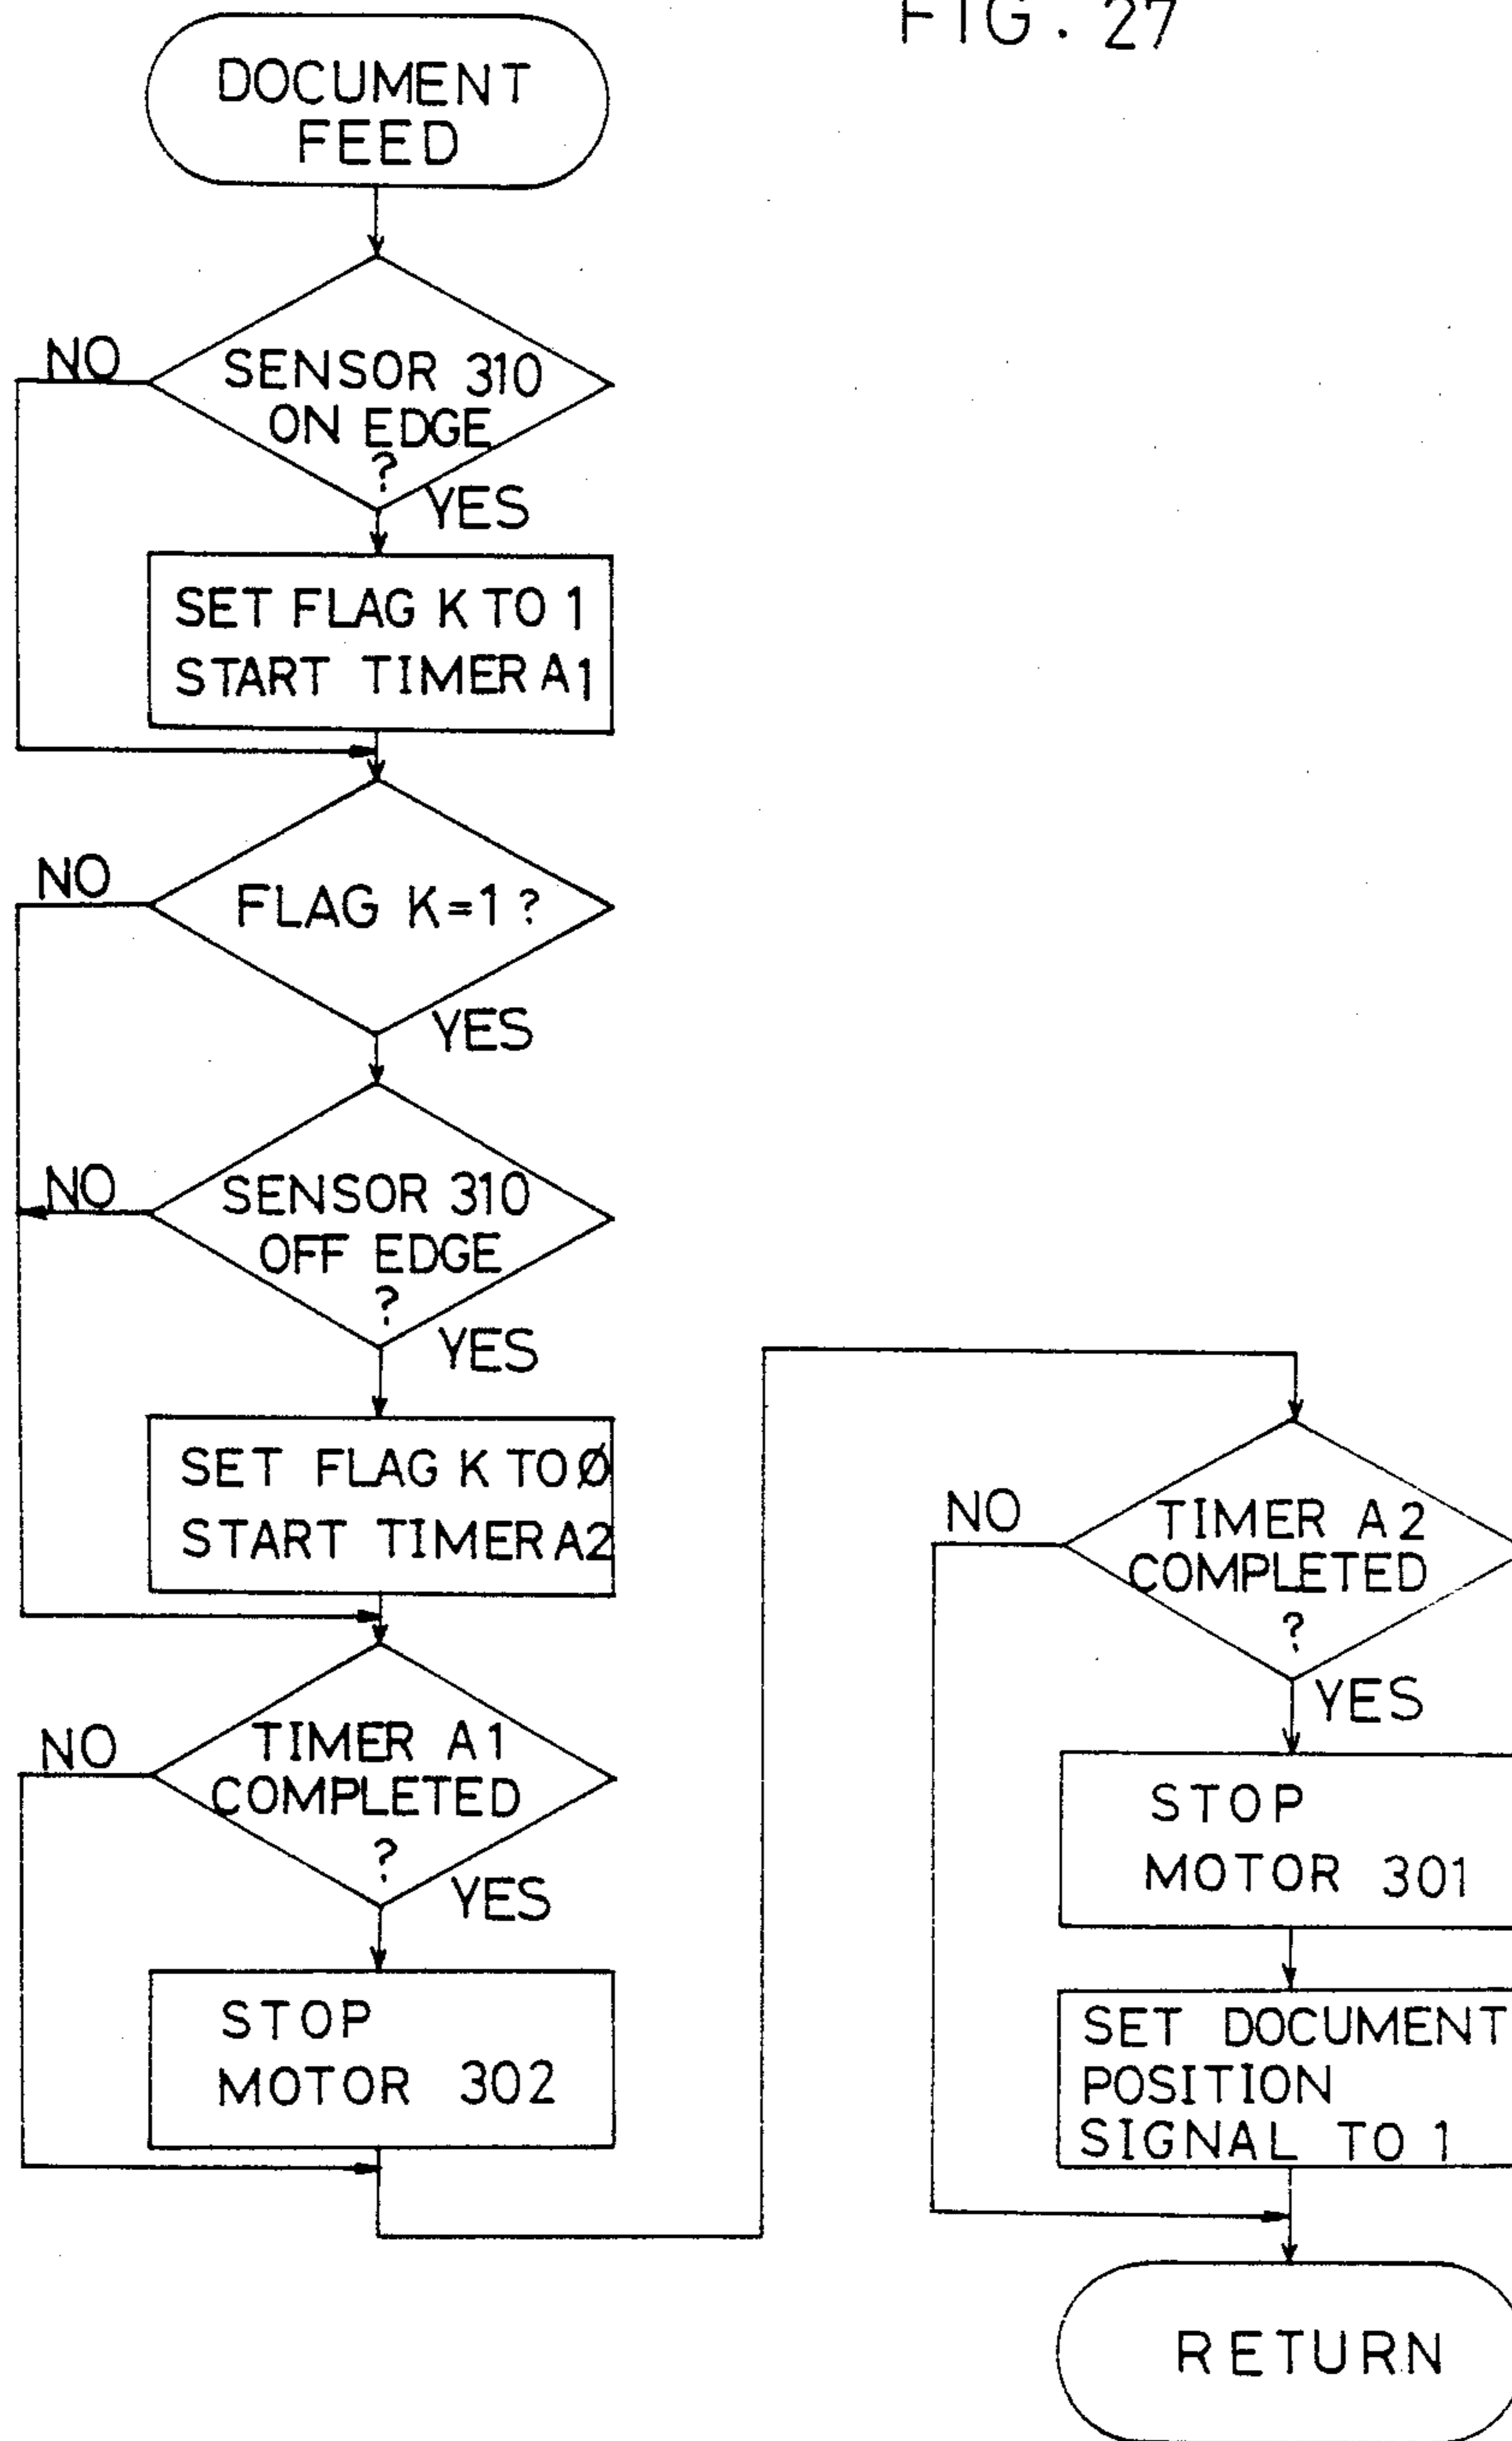 FIG. 27
DOCUMENT
FEED
NO
SENSOR 310
ON EDGE
?
YES
SET FLAG K TO 1
START TIMER A1
NO
FLAG K=1 ?
YES
NO
SENSOR 310
OFF EDGE
?
YES
SET FLAG K TO Ø
START TIMER A2
NO
TIMER A1
COMPLETED
?
YES
STOP
MOTOR 302
NO
TIMER A2
COMPLETED
?
YES
STOP
MOTOR 301
SET DOCUMENT
POSITION
SIGNAL TO 1
RETURN